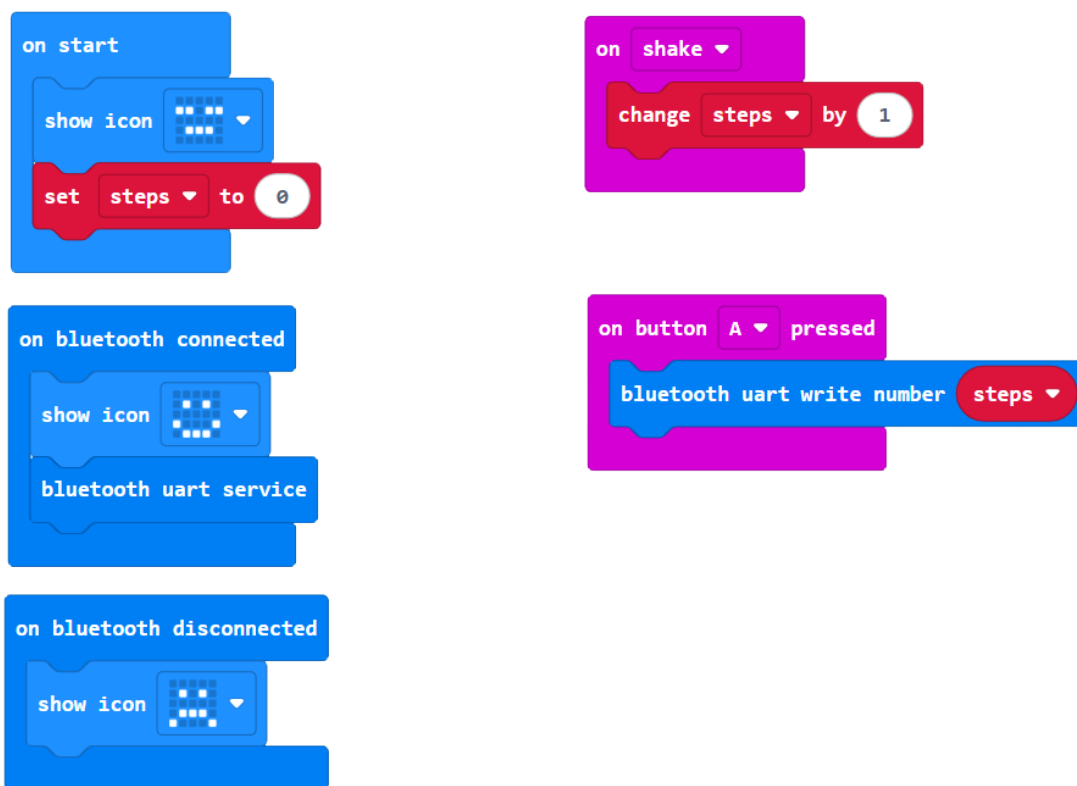 on start
show icon
set steps to 0
on bluetooth connected
show icon
bluetooth uart service
on bluetooth disconnected
show icon
on shake
change steps by 1
on button A pressed
bluetooth uart write number steps